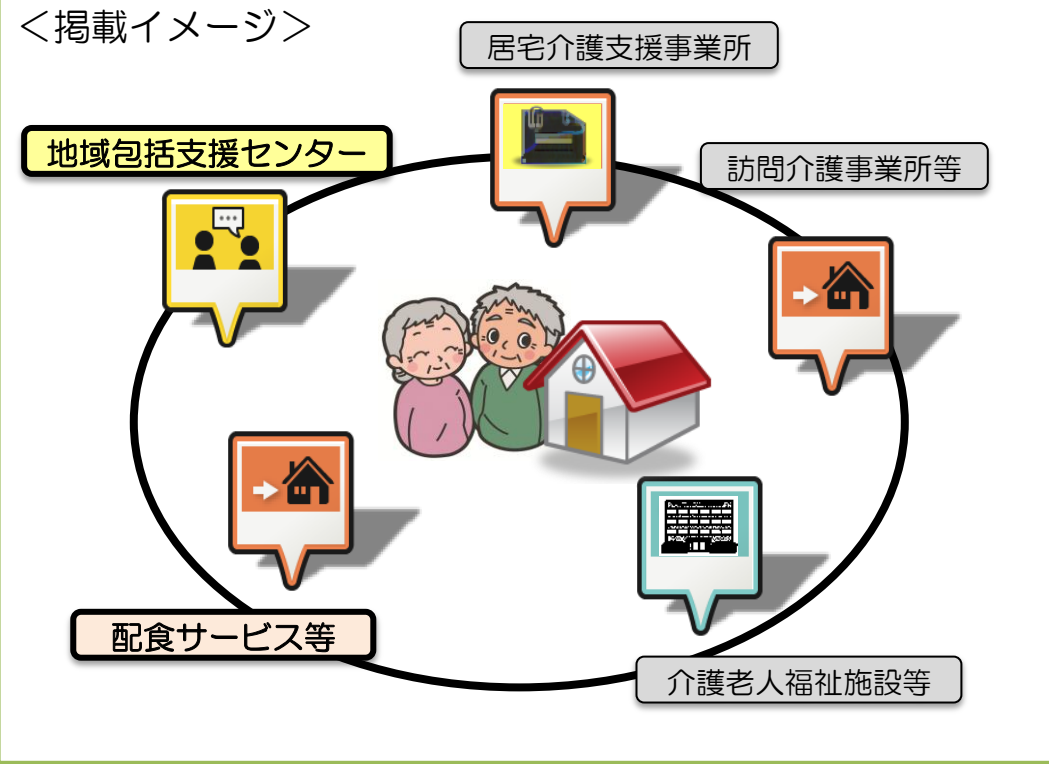 ＜掲載イメージ＞
居宅介護支援事業所
地域包括支援センター
訪問介護事業所等
配食サービス等
介護老人福祉施設等